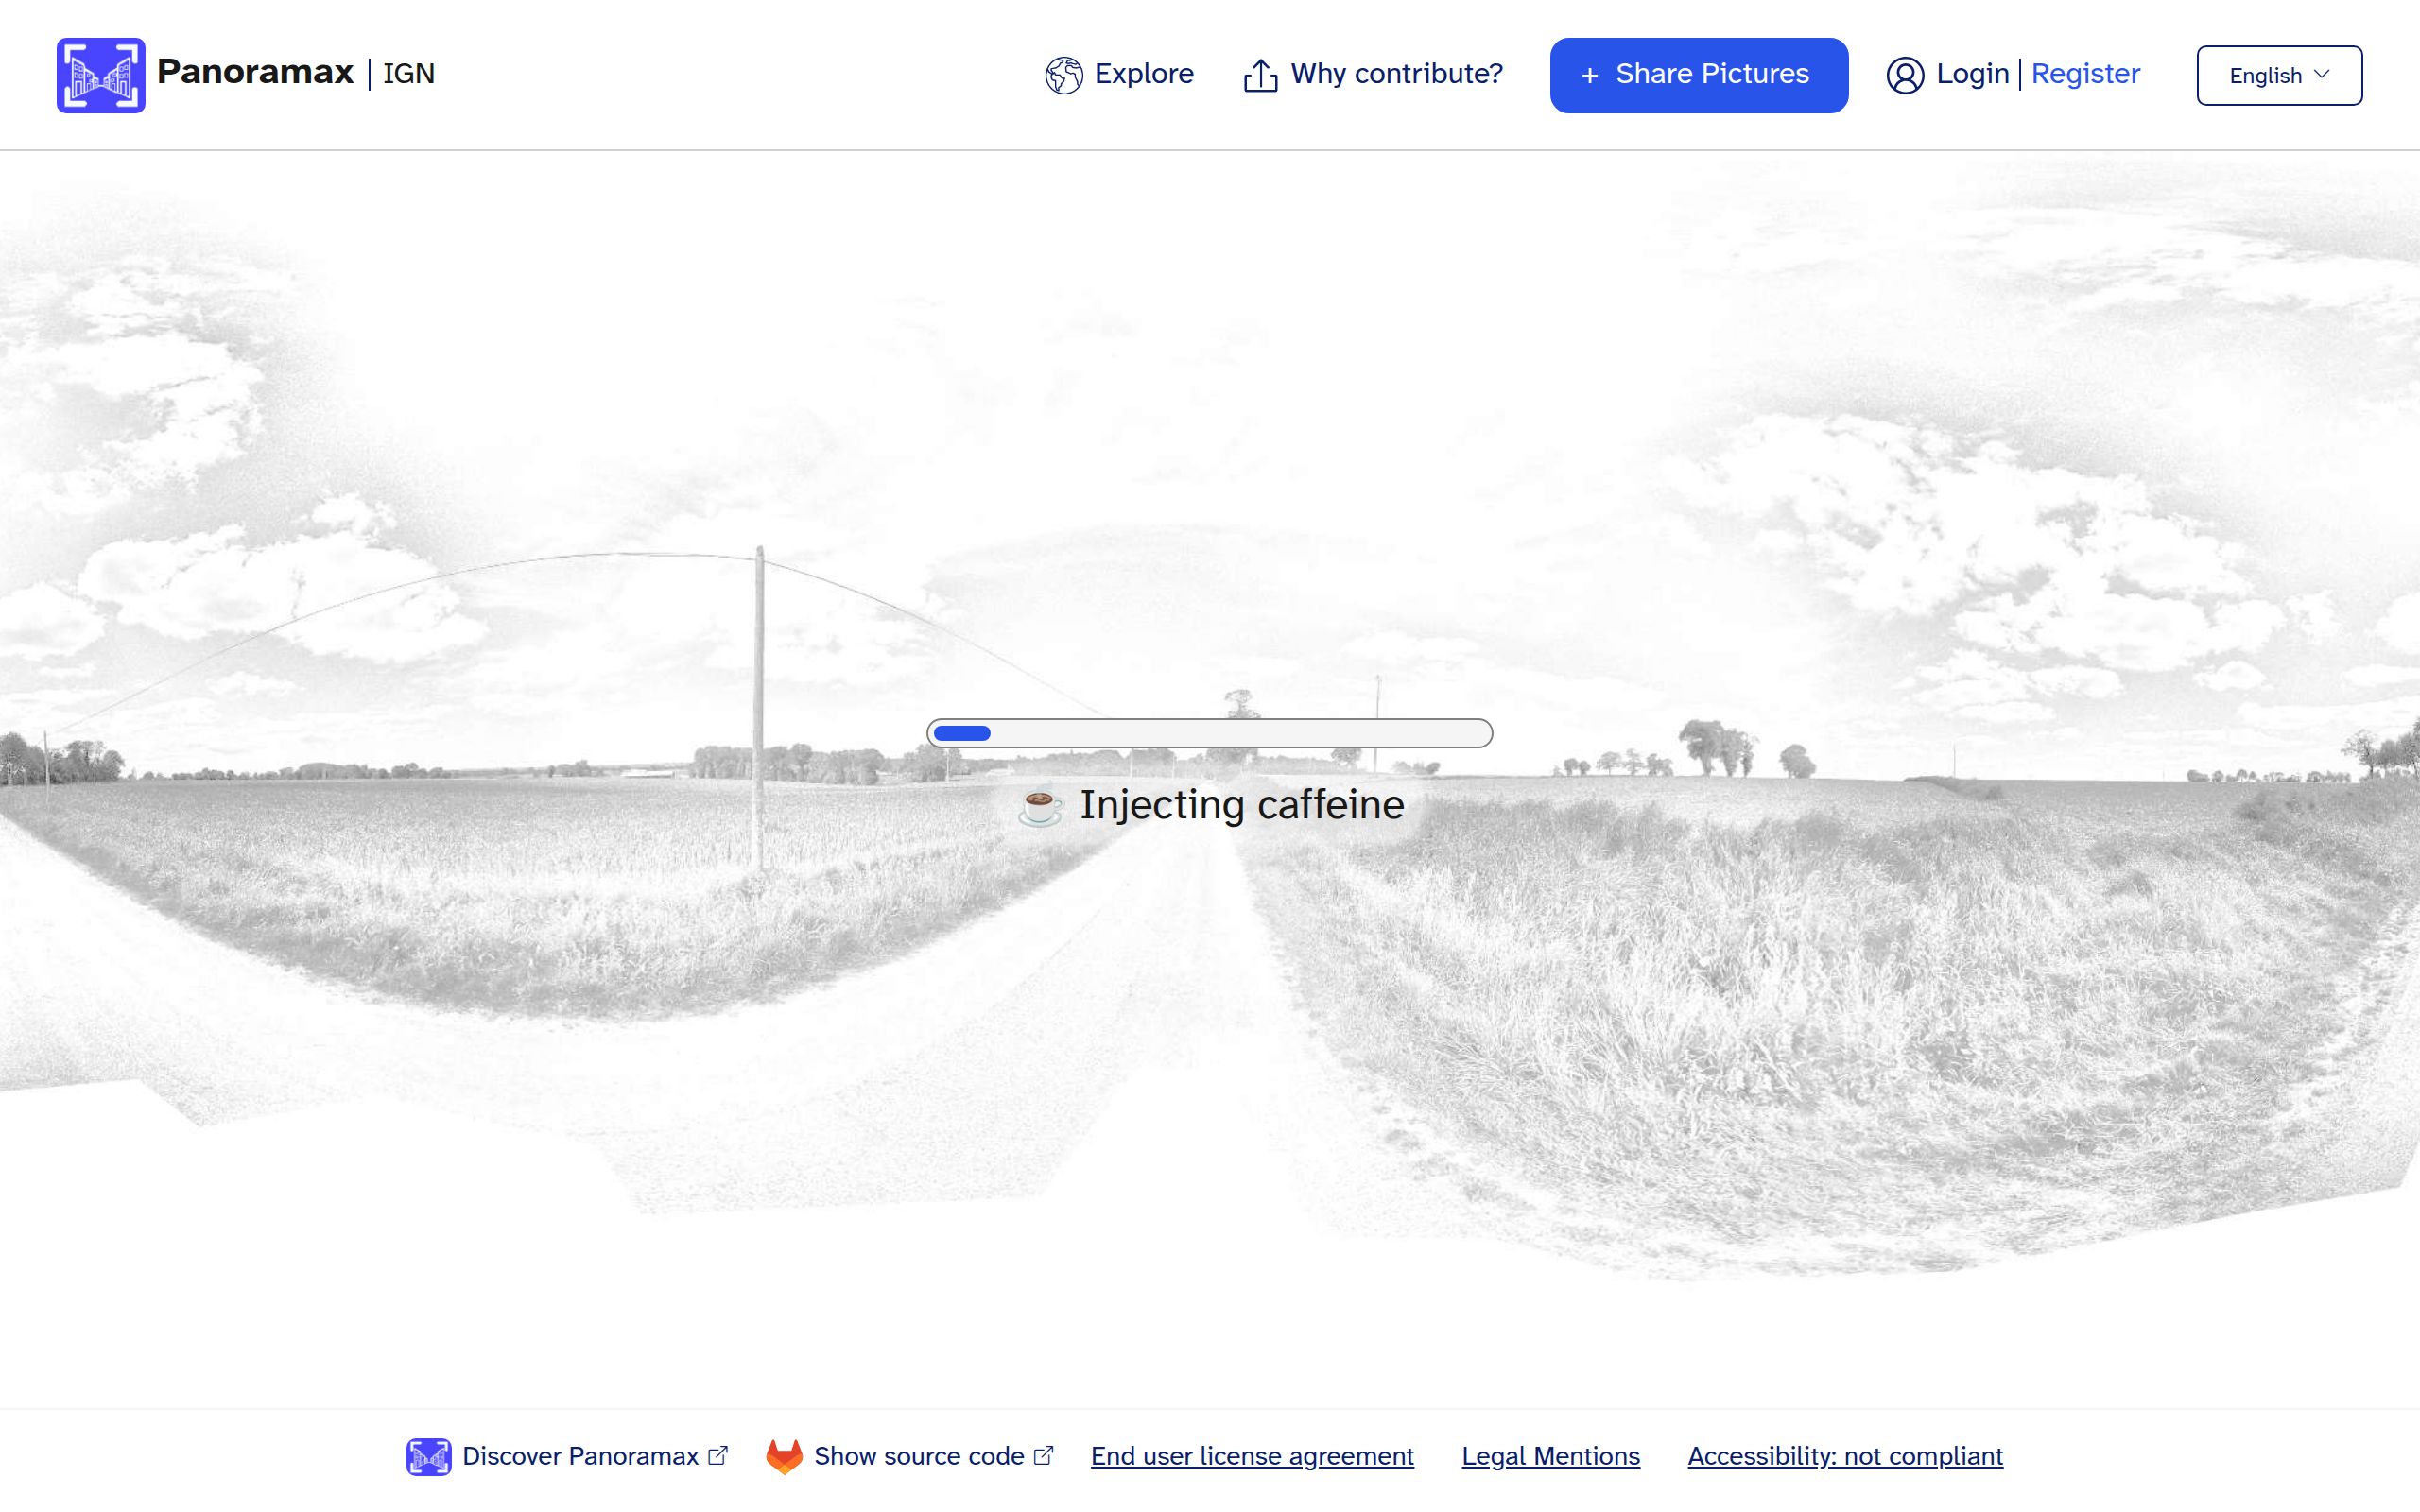 Panoramax | IGN
Explore
Why contribute?
+ Share Pictures
Login | Register
English
☕ Injecting caffeine
Discover Panoramax
Show source code
End user license agreement
Legal Mentions
Accessibility: not compliant